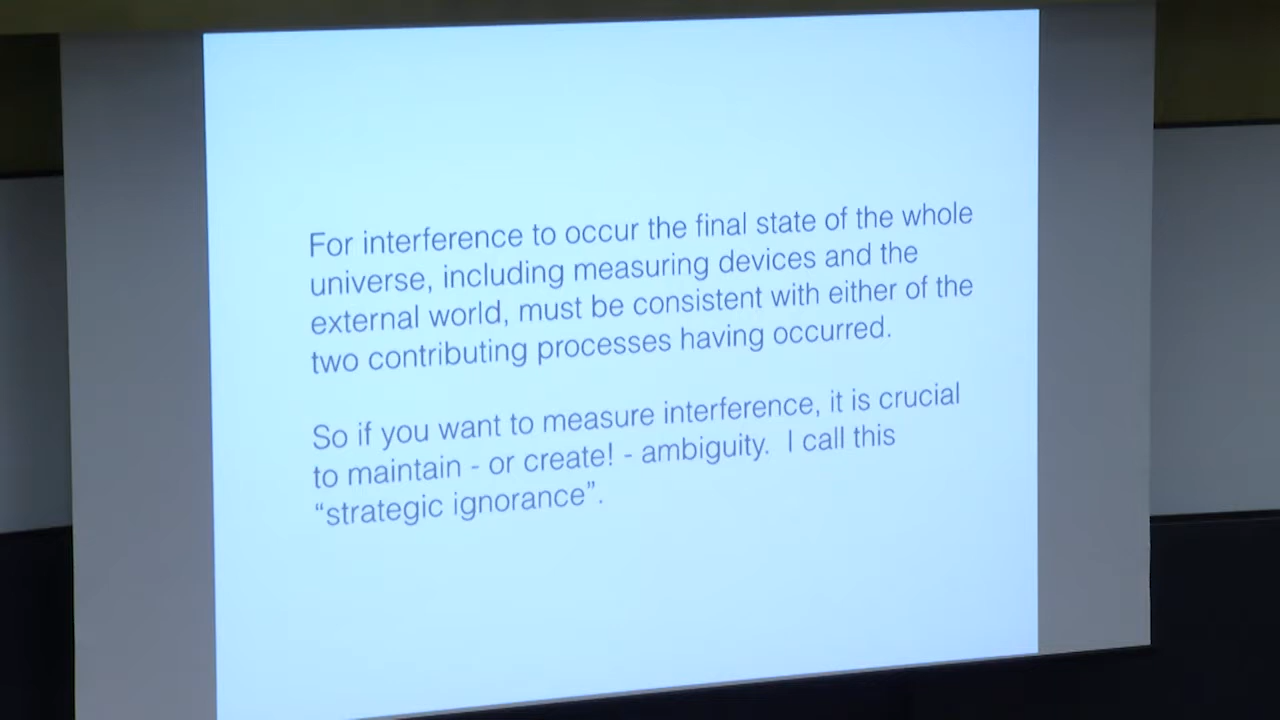 For interference to occur the final state of the whole
universe, including measuring devices and the
external world, must be consistent with either of the
two contributing processes having occurred.
So if you want to measure interference, it is crucial
to maintain - or create! - ambiguity. I call this
“strategic ignorance”.